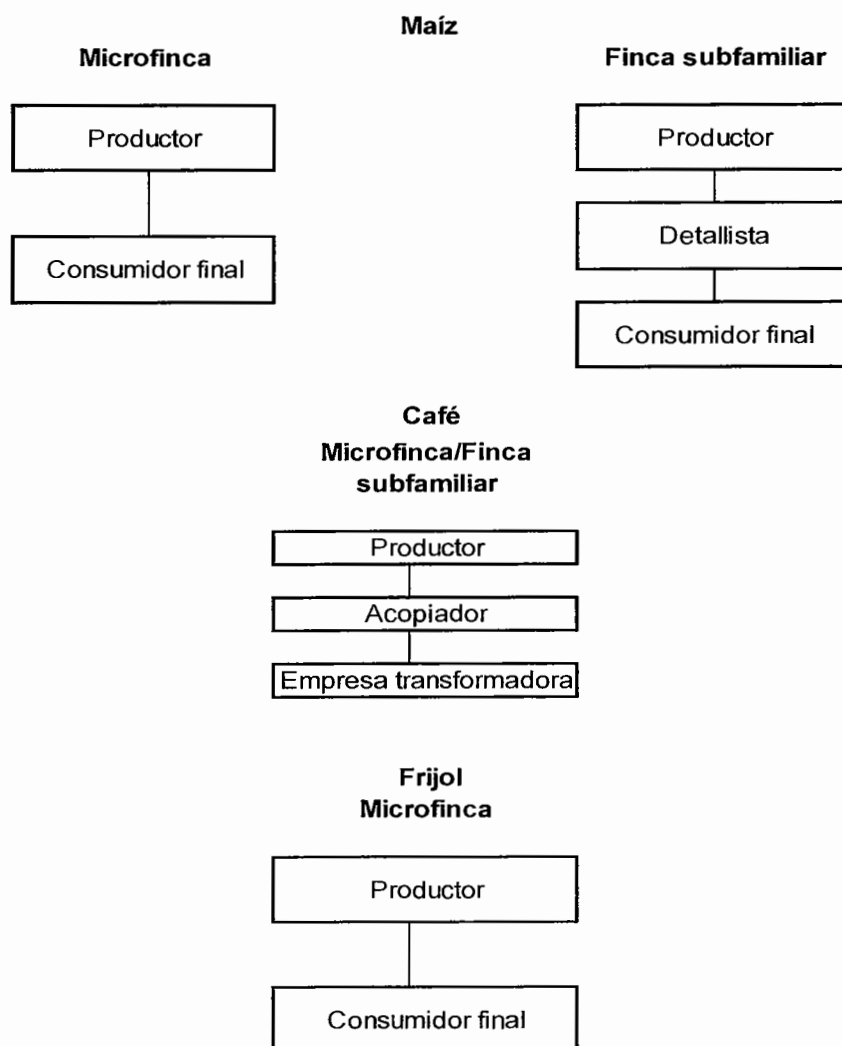 Maíz
Microfinca
Finca subfamiliar
Productor
Productor
Detallista
Consumidor final
Consumidor final
Café
Microfinca/Finca
subfamiliar
Productor
Acopiador
Empresa transformadora
Frijol
Microfinca
Productor
Consumidor final